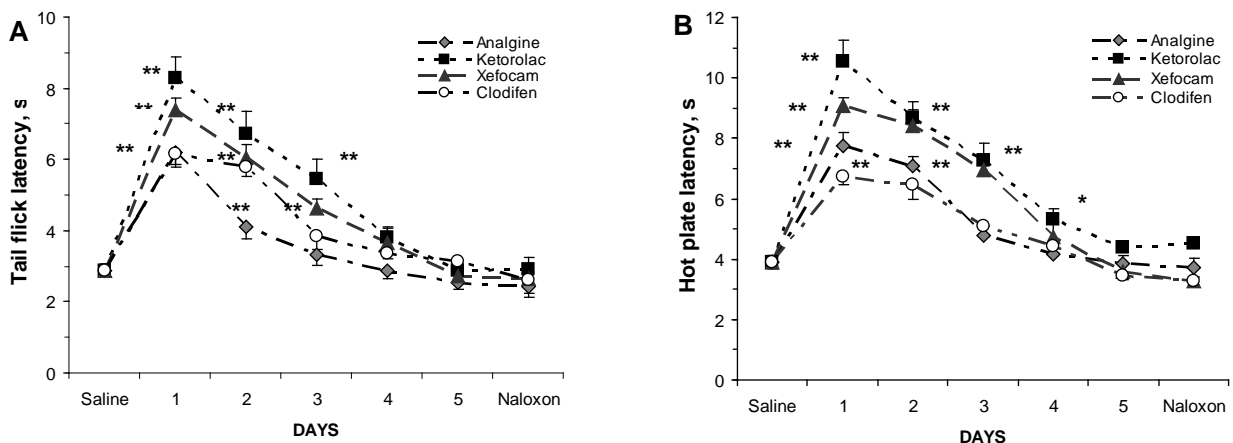 A
Tail flick latency, s
10
8
6
4
2
0
**
**
**
**
**
**
**
**
Analgine
Ketorolac
Xefocam
Clodifen
Saline 1 2 3 4 5 Naloxon
DAYS
B
Hot plate latency, s
12
10
8
6
4
2
0
**
**
**
**
**
**
**
*
Analgine
Ketorolac
Xefocam
Clodifen
Saline 1 2 3 4 5 Naloxon
DAYS